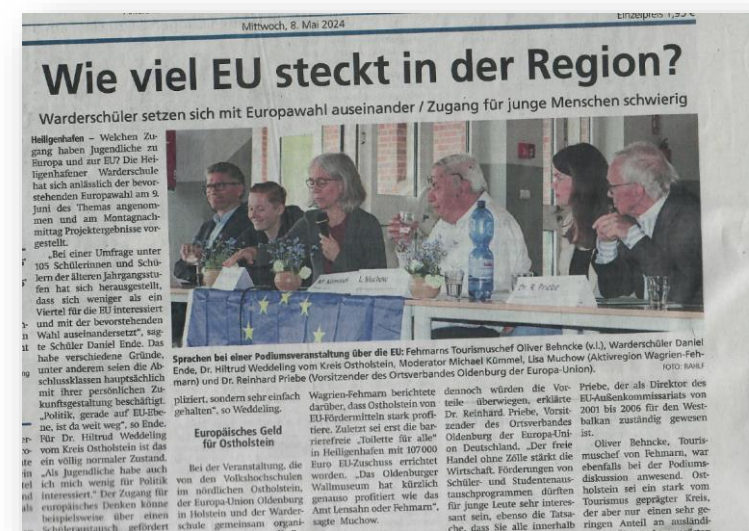 Mittwoch, 8. Mai 2024
Einzelpreis 1,95 €
Wie viel EU steckt in der Region?
Warderschüler setzen sich mit Europawahl auseinander / Zugang für junge Menschen schwierig
Heiligenhafen – Welchen Zu-
gang haben Jugendliche zu
Europa und zur EU? Die Hei-
ligenhafener Warderschule
hat sich anlässlich der bevor-
stehenden Europawahl am 9.
Juni des Themas angenom-
men und am Montagnach-
mittag Projektergebnisse vor-
gestellt.
„Bei einer Umfrage unter
105 Schülerinnen und Schü-
lern der älteren Jahrgangsstu-
fen hat sich herausgestellt,
dass sich weniger als ein
Viertel für die EU interessiert
und mit der bevorstehenden
Wahl auseinandersetzt“, sag-
te Schüler Daniel Ende. Das
habe verschiedene Gründe,
unter anderem seien die Ab-
schlussklassen hauptsächlich
mit ihrer persönlichen Zu-
kunftsgestaltung beschäftigt.
„Politik, gerade auf EU-Ebe-
ne, ist da weit weg“, so Ende.
Für Dr. Hiltrud Weddeling
vom Kreis Ostholstein ist das
ein völlig normaler Zustand.
„Als Jugendliche habe auch
ich mich wenig für Politik
interessiert.“ Der Zugang für
europäisches Denken könne
beispielsweise über einen
Schüleraustausch gefördert
M. Kümmel
L. Muchow
Dr. R. Priebe
Sprachen bei einer Podiumsveranstaltung über die EU: Fehmarns Tourismuschef Oliver Behncke (v.l.), Warderschüler Daniel
Ende, Dr. Hiltrud Weddeling vom Kreis Ostholstein, Moderator Michael Kümmel, Lisa Muchow (Aktivregion Wagrien-Feh-
marn) und Dr. Reinhard Priebe (Vorsitzender des Ortsverbandes Oldenburg der Europa-Union).
FOTO: RAHLF
pliziert, sondern sehr einfach
gehalten“, so Weddeling.
Europäisches Geld
für Ostholstein
Bei der Veranstaltung, die
von den Volkshochschulen
im nördlichen Ostholstein,
der Europa-Union Oldenburg
in Holstein und der Warder-
schule gemeinsam organi-
Wagrien-Fehmarn berichtete
darüber, dass Ostholstein von
EU-Fördermitteln stark profi-
tiere. Zuletzt sei erst die bar-
rierefreie „Toilette für alle“
in Heiligenhafen mit 107000
Euro EU-Zuschuss errichtet
worden. „Das Oldenburger
Wallmuseum hat kürzlich
genauso profitiert wie das
Amt Lensahn oder Fehmarn“,
sagte Muchow.
dennoch würden die Vor-
teile überwiegen, erklärte
Dr. Reinhard Priebe, Vorsit-
zender des Ortsverbandes
Oldenburg der Europa-Uni-
on Deutschland. „Der freie
Handel ohne Zölle stärkt die
Wirtschaft. Förderungen von
Schüler- und Studentenaus-
tauschprogrammen dürften
für junge Leute sehr interes-
sant sein, ebenso die Tatsa-
che, dass Sie alle innerhalb
Priebe, der als Direktor des
EU-Außenkommissariats von
2001 bis 2006 für den West-
balkan zuständig gewesen
ist.
Oliver Behncke, Touris-
muschef von Fehmarn, war
ebenfalls bei der Podiums-
diskussion anwesend. Ost-
holstein sei ein stark vom
Tourismus geprägter Kreis,
der aber nur einen sehr ge-
ringen Anteil an ausländi-